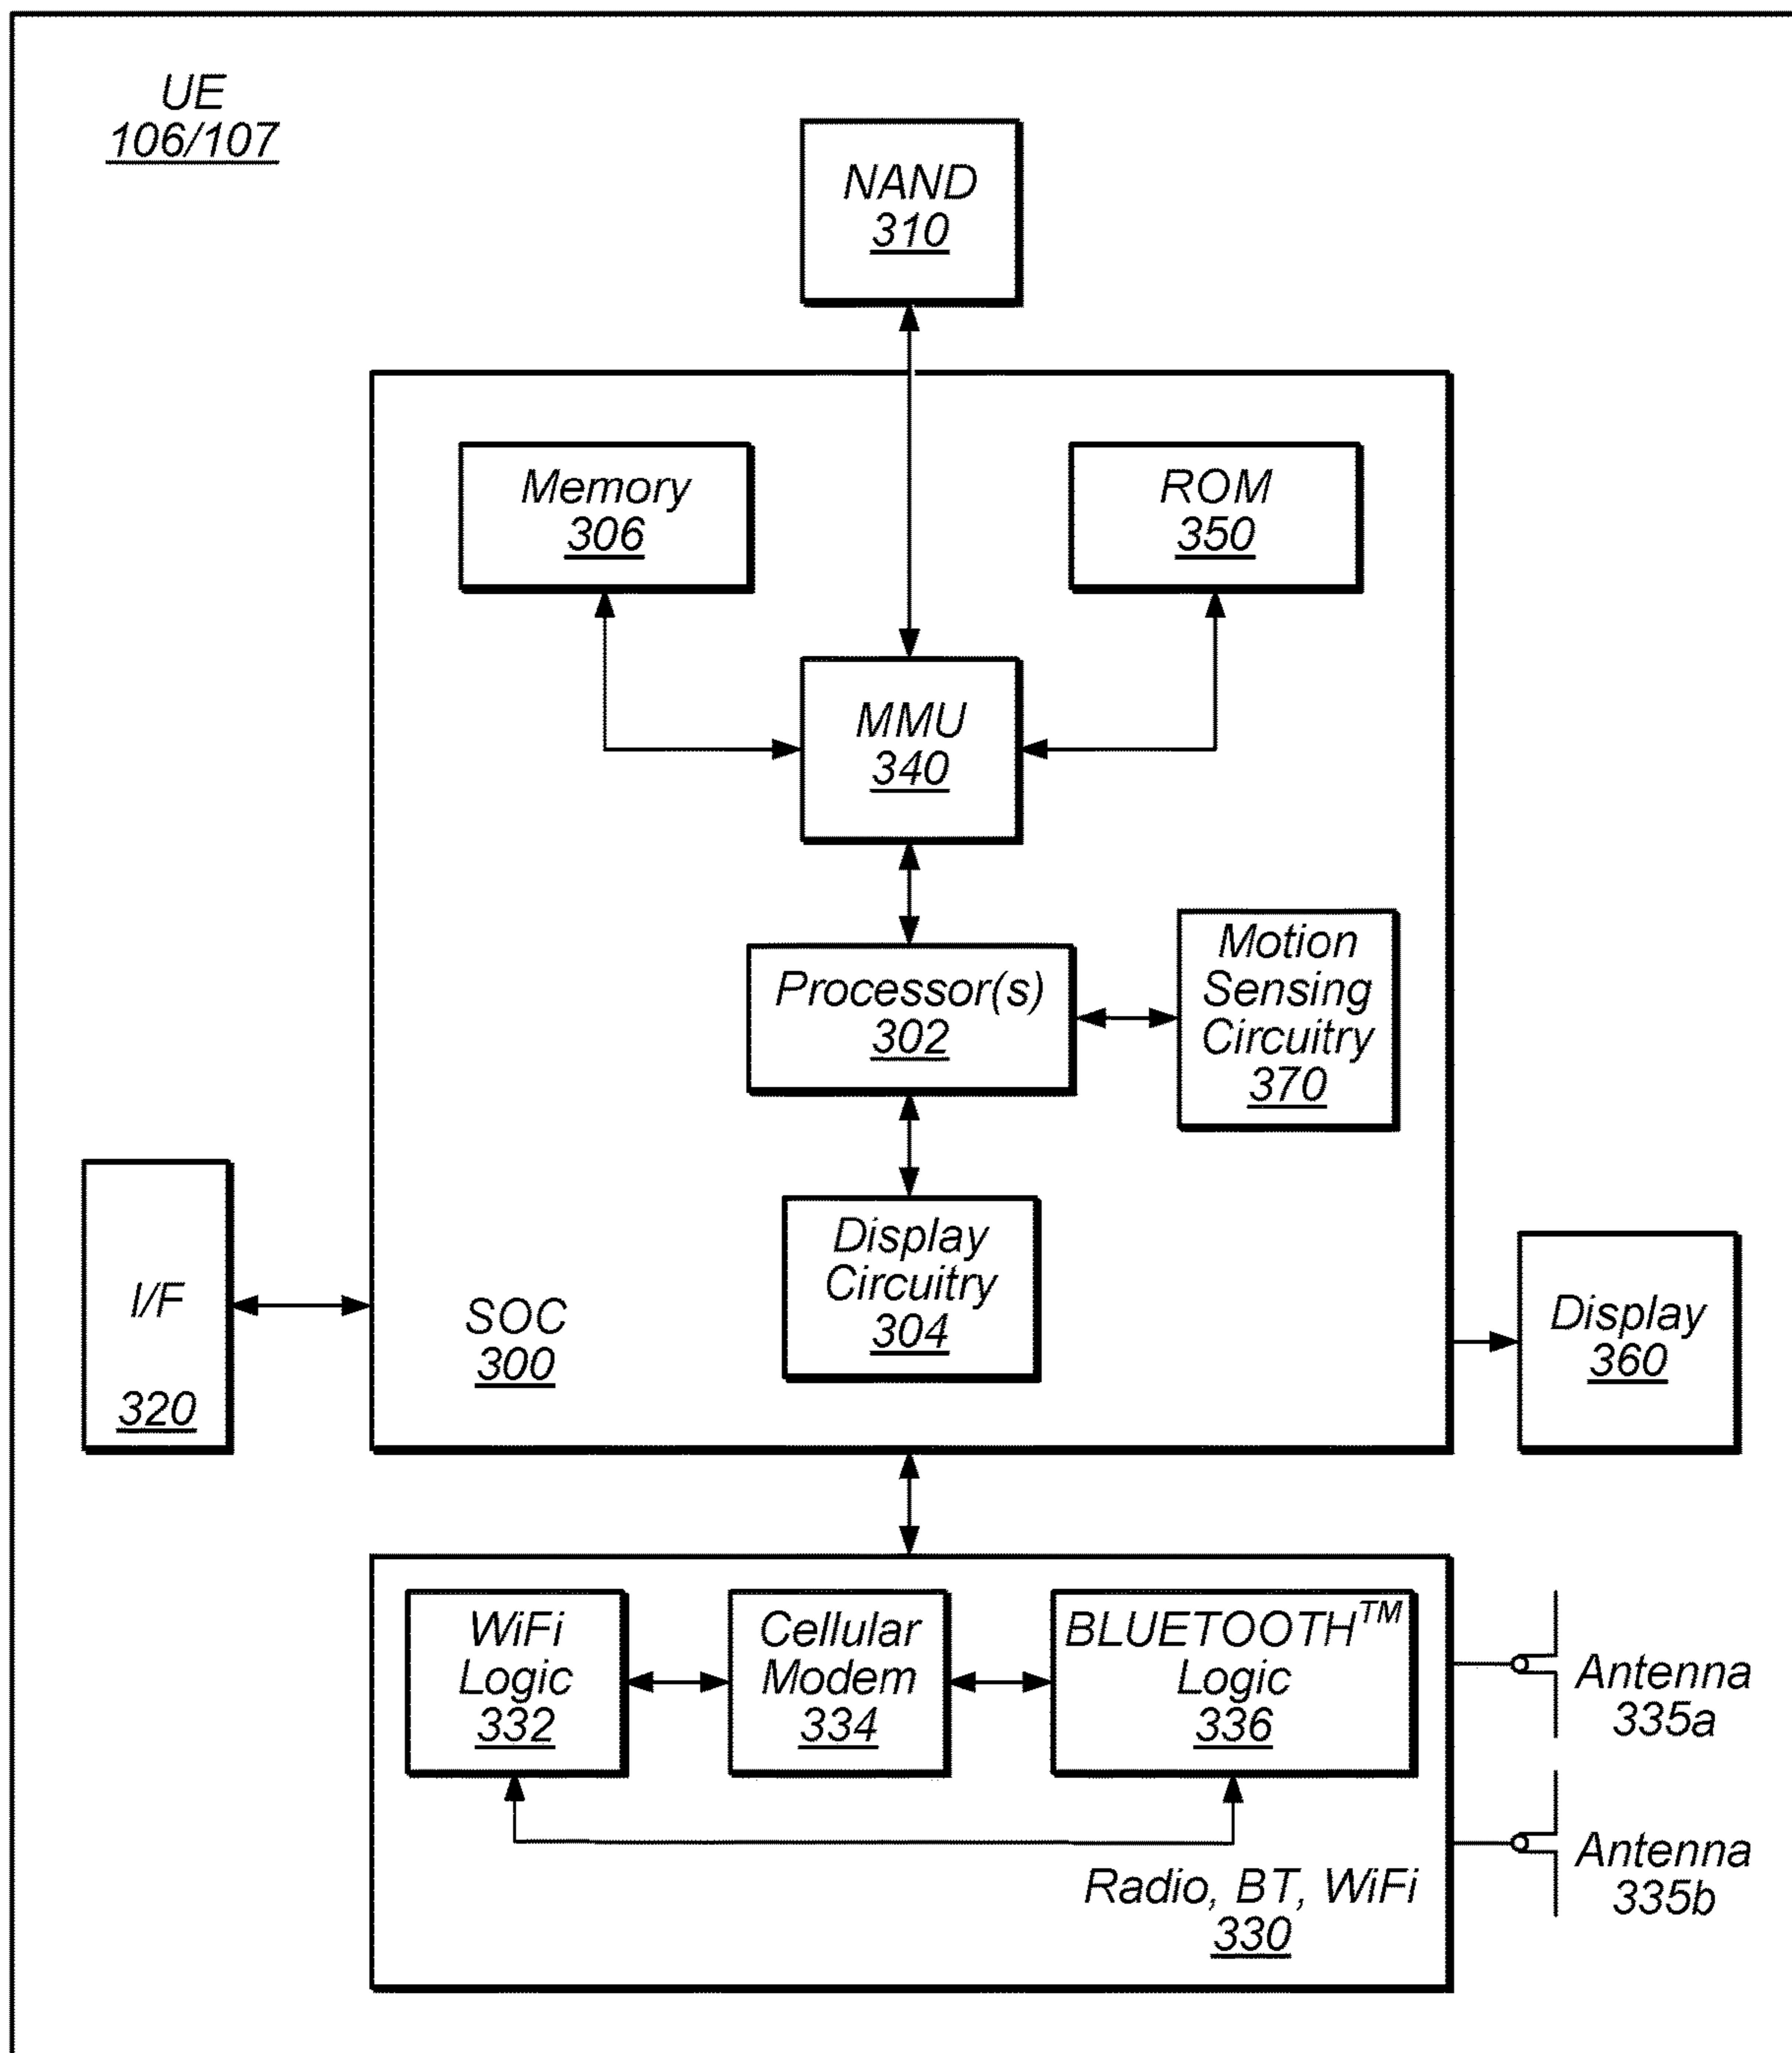 UE
106/107
NAND
310
Memory
306
ROM
350
MMU
340
Processor(s)
302
Motion
Sensing
Circuitry
370
Display
Circuitry
304
SOC
300
I/F
320
Display
360
WiFi
Logic
332
Cellular
Modem
334
BLUETOOTH™
Logic
336
Radio, BT, WiFi
330
Antenna
335a
Antenna
335b